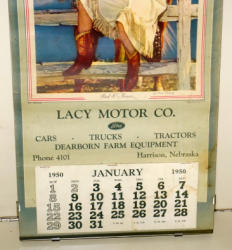 LACY MOTOR CO.
Ford
CARS - TRUCKS - TRACTORS
DEARBORN FARM EQUIPMENT
Phone 4101 Harrison, Nebraska
1950 JANUARY 1950
1 2 3 4 5 6 7
8 9 10 11 12 13 14
15 16 17 18 19 20 21
22 23 24 25 26 27 28
29 30 31